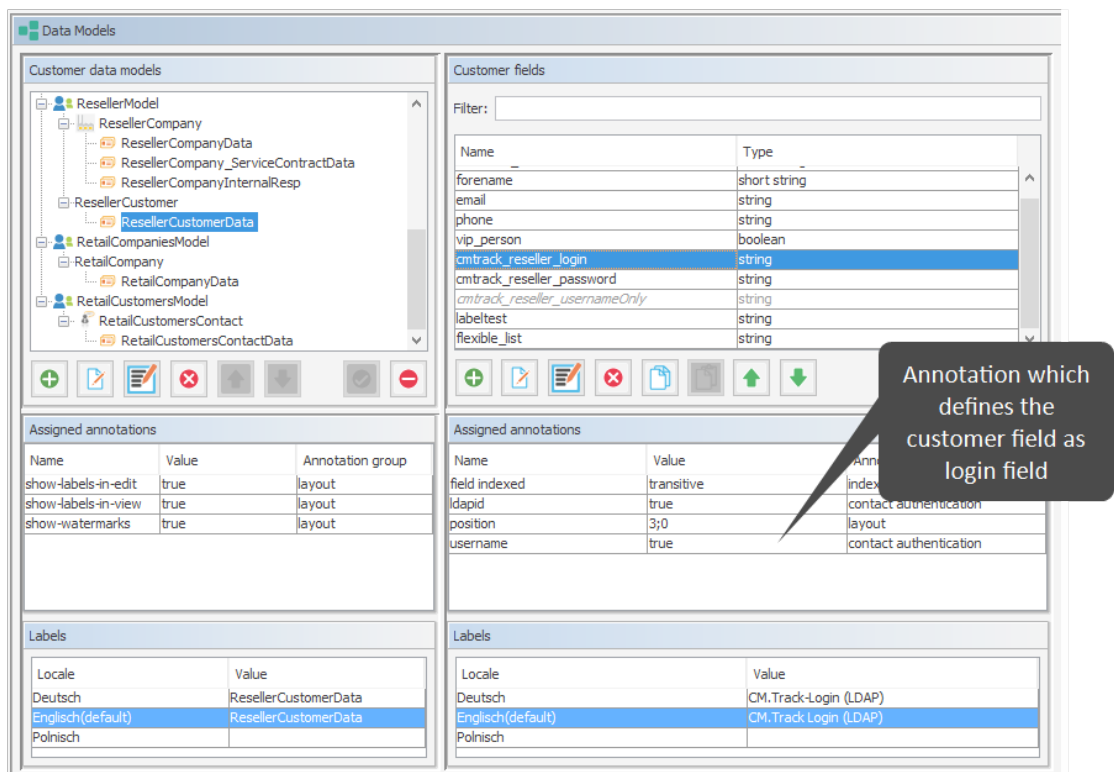 Data Models
Customer data models
ResellerModel
ResellerCompany
ResellerCompanyData
ResellerCompany_ServiceContractData
ResellerCompanyInternalResp
ResellerCustomer
ResellerCustomerData
RetailCompaniesModel
RetailCompany
RetailCompanyData
RetailCustomersModel
RetailCustomersContact
RetailCustomersContactData
Customer fields
Filter:
Name Type
forename short string
email string
phone string
vip_person boolean
cmtrack_reseller_login string
cmtrack_reseller_password string
cmtrack_reseller_usernameOnly string
labeltest string
flexible_list string
Annotation which
defines the
customer field as
login field
Assigned annotations
Name Value Annotation group
show-labels-in-edit true layout
show-labels-in-view true layout
show-watermarks true layout
Assigned annotations
Name Value
field indexed transitive
ldapid true contact authentication
position 3;0 layout
username true contact authentication
Labels
Locale Value
Deutsch ResellerCustomerData
Englisch(default) ResellerCustomerData
Polnisch
Labels
Locale Value
Deutsch CM.Track-Login (LDAP)
Englisch(default) CM.Track Login (LDAP)
Polnisch